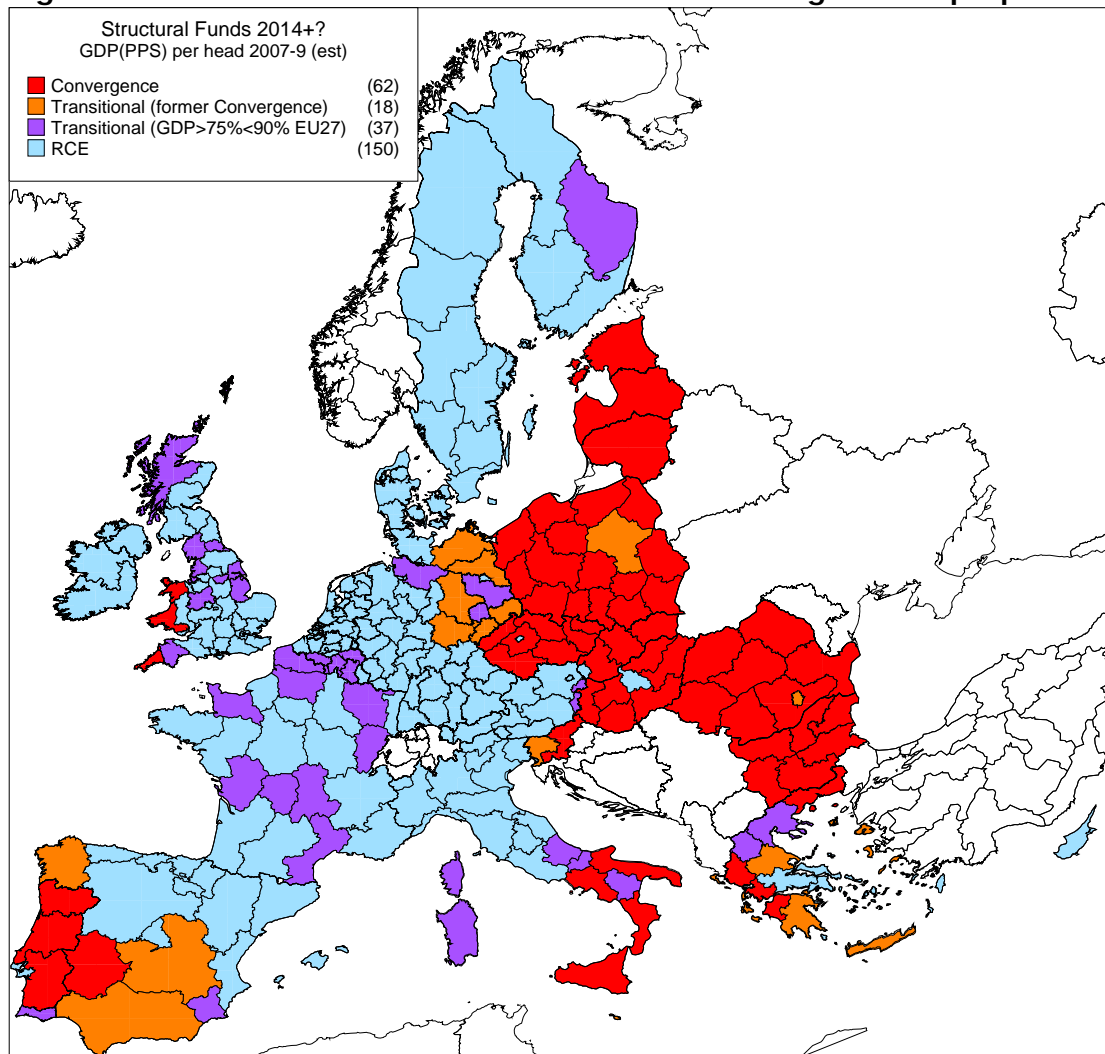 Structural Funds 2014+?
GDP(PPS) per head 2007-9 (est)
Convergence (62)
Transitional (former Convergence) (18)
Transitional (GDP>75%<90% EU27) (37)
RCE (150)